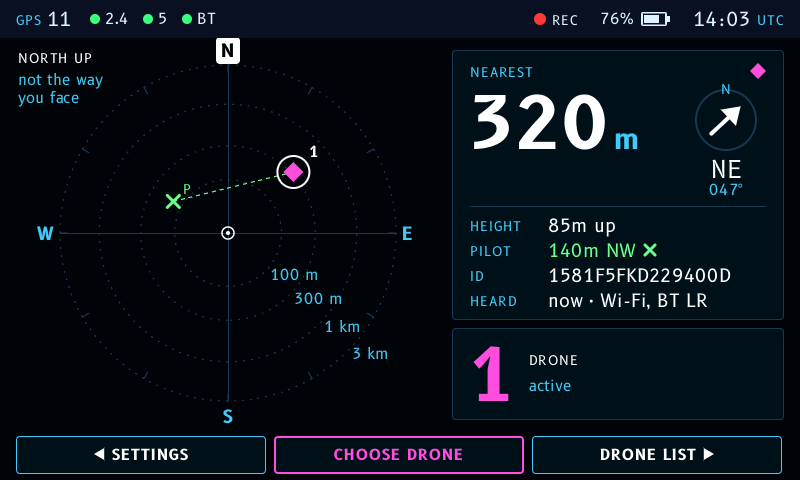 GPS 11 2.4 5 BT REC 76% 14:03 UTC
NORTH UP
not the way
you face
N
1
P
W
E
100 m
300 m
1 km
3 km
S
NEAREST
320 m
N
NE
047°
HEIGHT 85m up
PILOT 140m NW
ID 1581F5FKD229400D
HEARD now · Wi-Fi, BT LR
1 DRONE
active
SETTINGS CHOOSE DRONE DRONE LIST